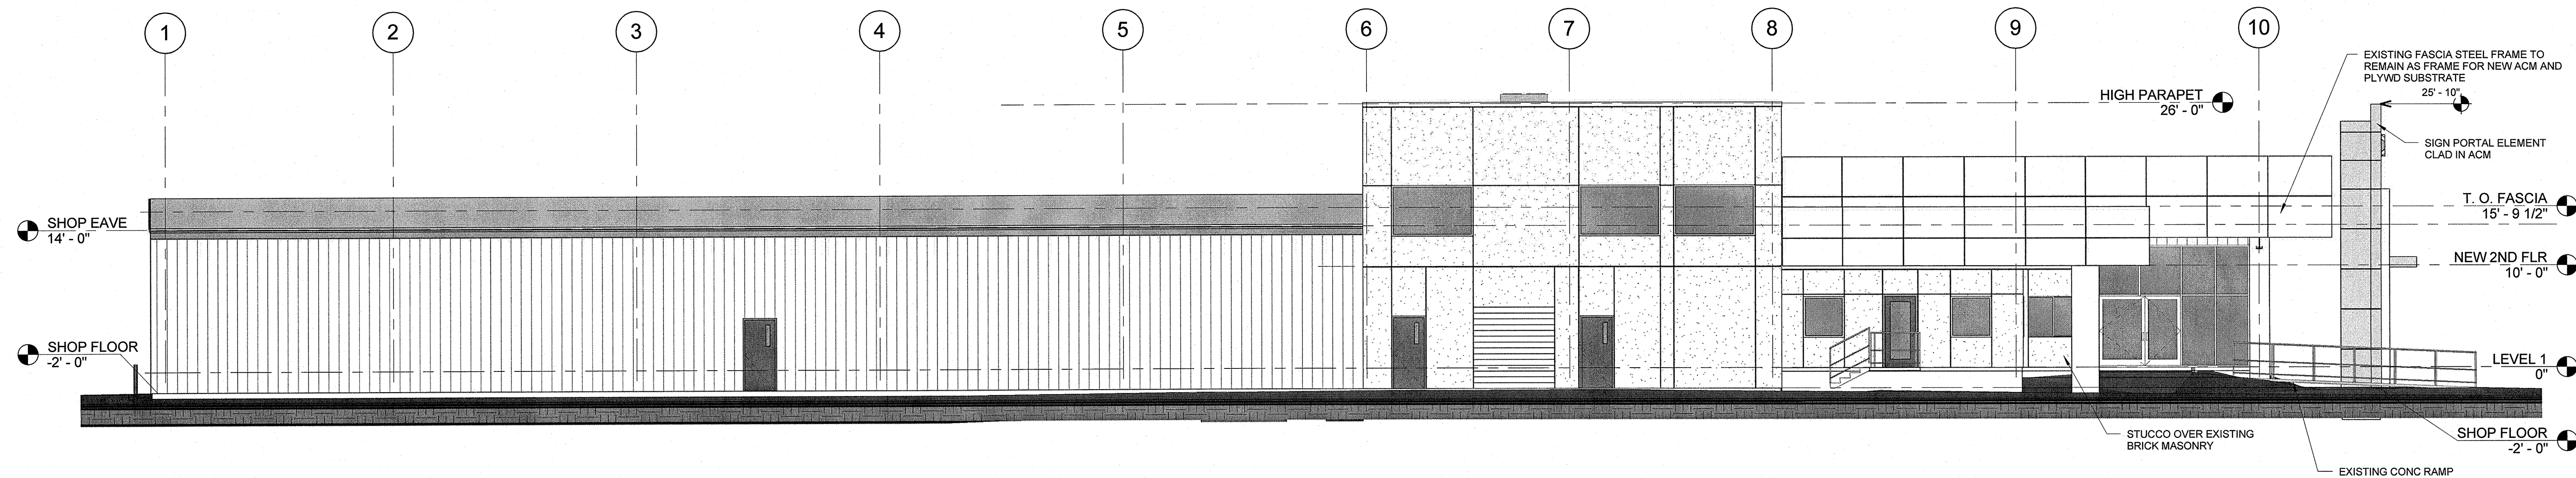 1 2 3 4 5 6 7 8 9 10
EXISTING FASCIA STEEL FRAME TO
REMAIN AS FRAME FOR NEW ACM AND
PLYWD SUBSTRATE
25' - 10"
HIGH PARAPET
26' - 0"
SIGN PORTAL ELEMENT
CLAD IN ACM
SHOP EAVE
14' - 0"
T. O. FASCIA
15' - 9 1/2"
NEW 2ND FLR
10' - 0"
SHOP FLOOR
-2' - 0"
LEVEL 1
0"
STUCCO OVER EXISTING
BRICK MASONRY
SHOP FLOOR
-2' - 0"
EXISTING CONC RAMP